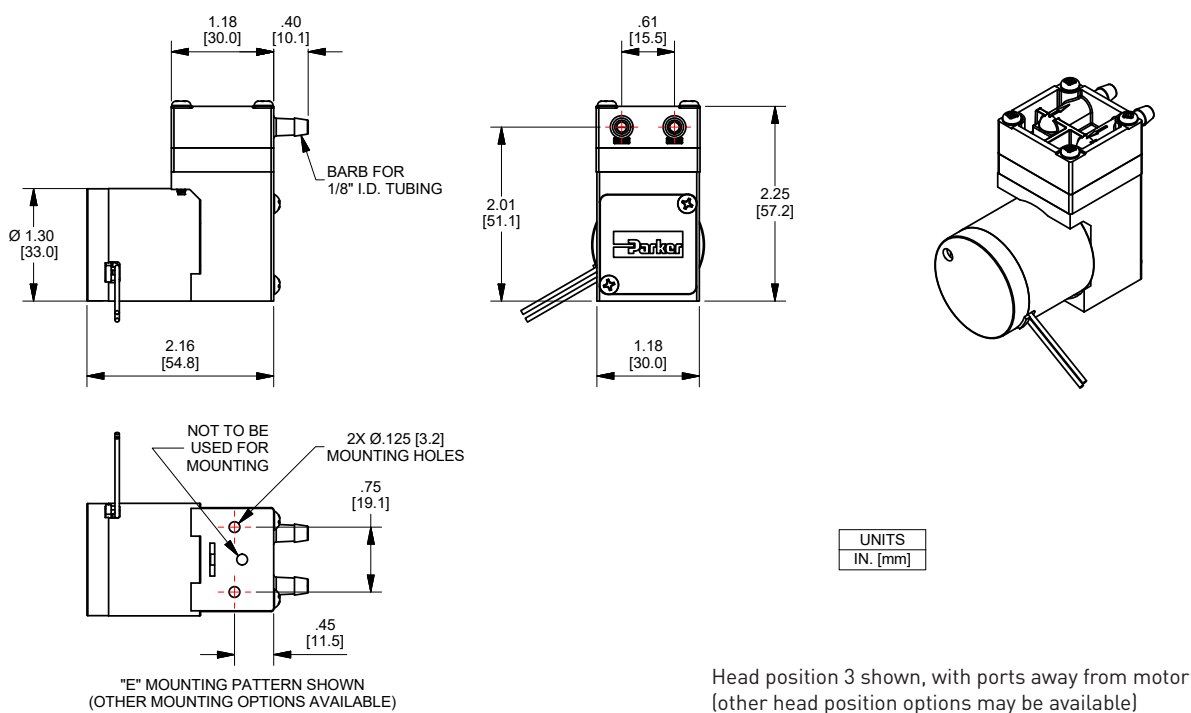 1.18
[30.0]
.40
[10.1]
BARB FOR
1/8" I.D. TUBING
Ø 1.30
[33.0]
2.16
[54.8]
.61
[15.5]
2.01
[51.1]
2.25
[57.2]
Parker
1.18
[30.0]
NOT TO BE
USED FOR
MOUNTING
2X Ø.125 [3.2]
MOUNTING HOLES
.75
[19.1]
.45
[11.5]
"E" MOUNTING PATTERN SHOWN
(OTHER MOUNTING OPTIONS AVAILABLE)
UNITS
IN. [mm]
Head position 3 shown, with ports away from motor
(other head position options may be available)